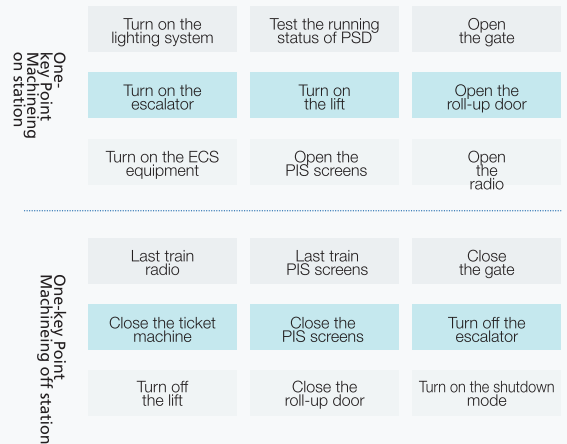 One-
key Point
Machineing
on station
Turn on the
lighting system
Test the running
status of PSD
Open
the gate
Turn on the
escalator
Turn on
the lift
Open the
roll-up door
Turn on the ECS
equipment
Open the
PIS screens
Open
the
radio
One-key Point
Machineing off station
Last train
radio
Last train
PIS screens
Close
the gate
Close the ticket
machine
Close the
PIS screens
Turn off the
escalator
Turn off
the lift
Close the
roll-up door
Turn on the shutdown
mode